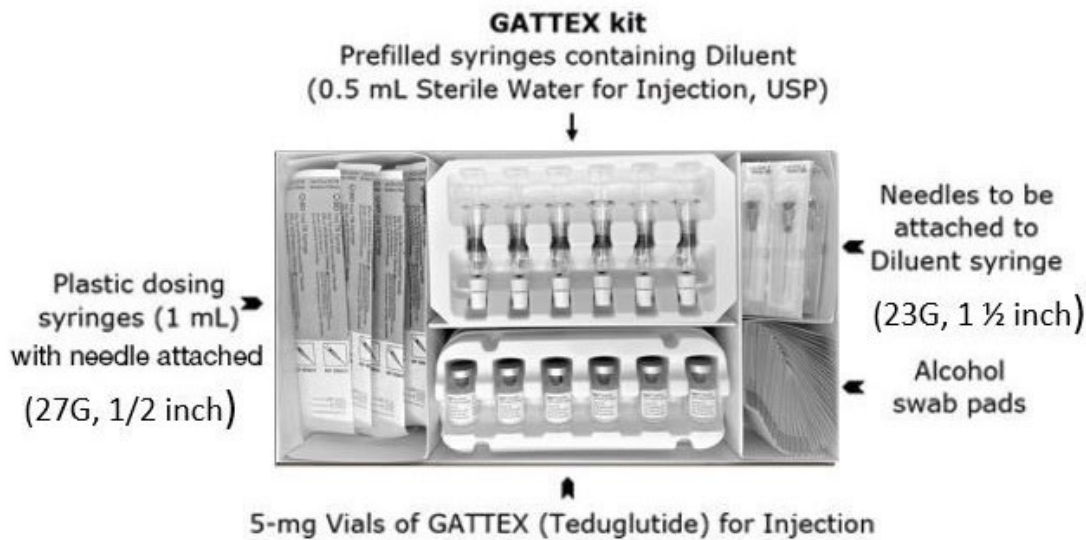 GATTEX kit
Prefilled syringes containing Diluent
(0.5 mL Sterile Water for Injection, USP)
Plastic dosing
syringes (1 mL)
with needle attached
(27G, 1/2 inch)
Needles to be
attached to
Diluent syringe
(23G, 1 ½ inch)
Alcohol
swab pads
5-mg Vials of GATTEX (Teduglutide) for Injection